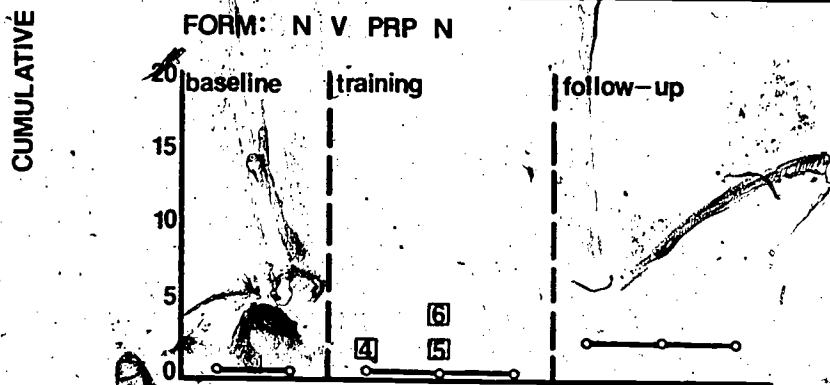 CUMULATIVE
FORM: N V PRP N
20
baseline
training
follow-up
15
10
5
6
4
5
0